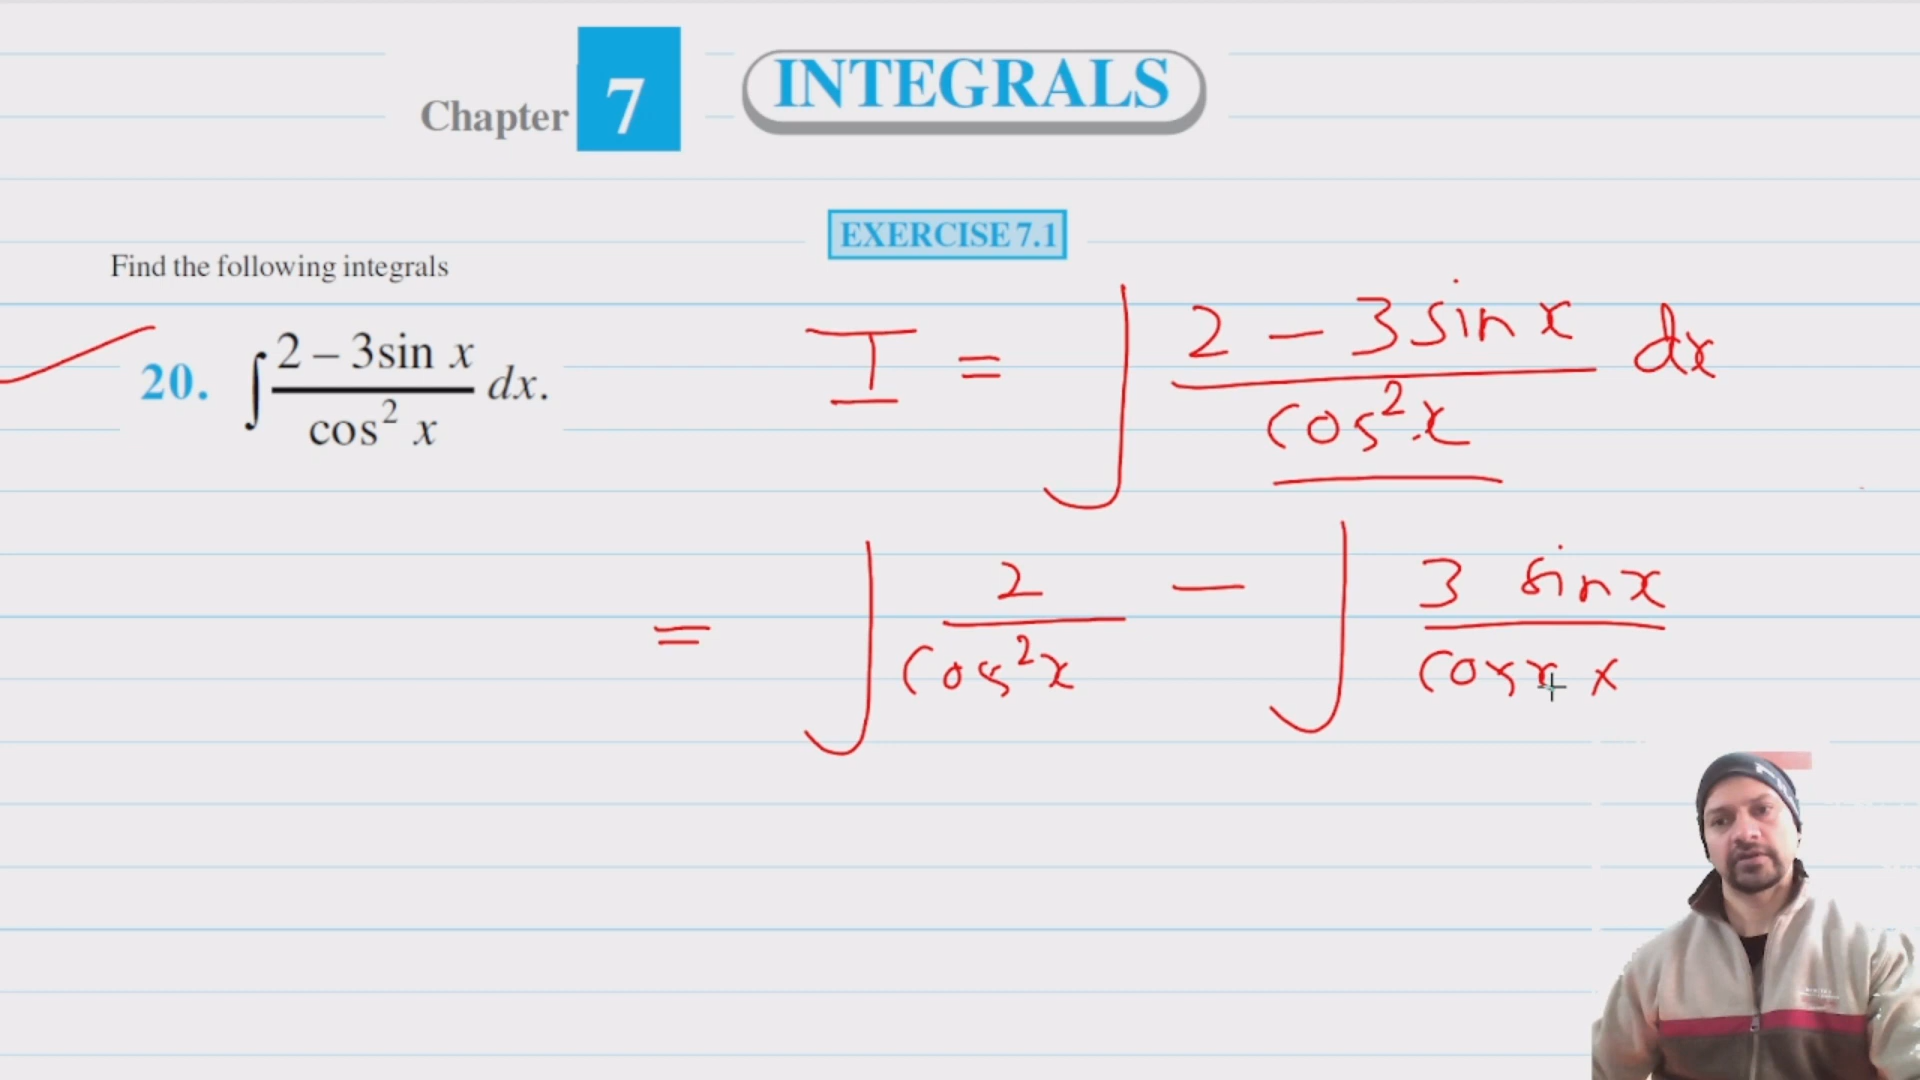 Chapter 7 INTEGRALS
EXERCISE 7.1
Find the following integrals
20. ∫ (2 – 3sin x)/(cos² x) dx.
I = ∫ (2 – 3 sin x)/(cos² x) dx
= ∫ 2/(cos² x) – ∫ (3 sin x)/(cos x x)